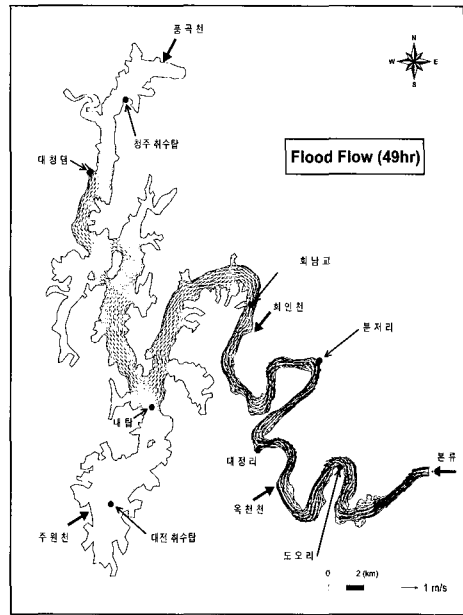 풍곡천
N
W E
S
청주 취수탑
대청댐
Flood Flow (49hr)
회남교
회인천
분저리
내탑
대정리
본류
옥천천
주원천
대전 취수탑
도오리
0 2 (km)
1 m/s